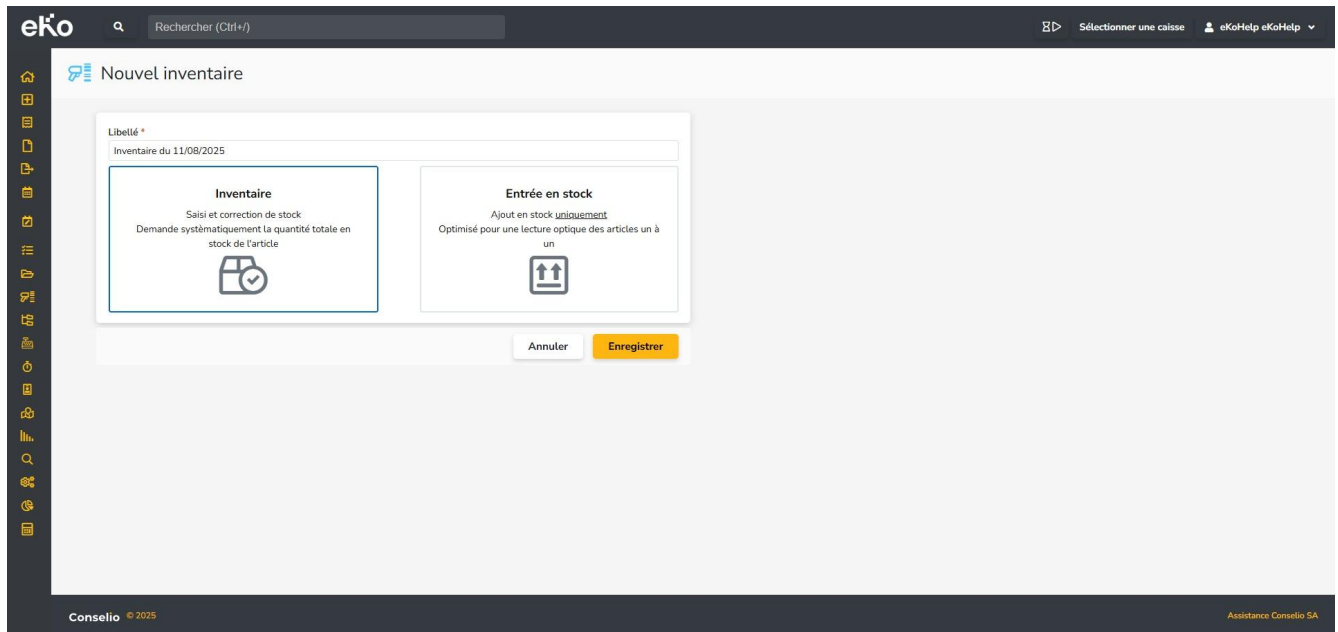 eKo
Rechercher (Ctrl+/)
Sélectionner une caisse
eKoHelp eKoHelp
Nouvel inventaire
Libellé *
Inventaire du 11/08/2025
Inventaire
Saisi et correction de stock
Demande systèmatiquement la quantité totale en
stock de l'article
Entrée en stock
Ajout en stock uniquement
Optimisé pour une lecture optique des articles un à
un
Annuler
Enregistrer
Conselio © 2025
Assistance Conselio SA